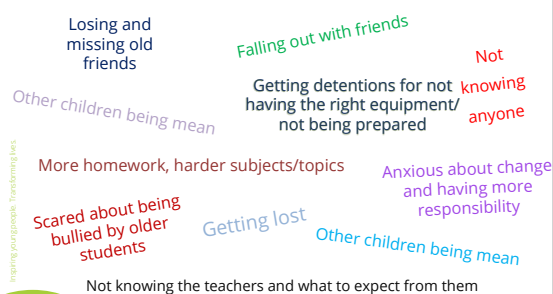 Losing and
missing old
friends
Falling out with friends
Not
knowing
anyone
Getting detentions for not
having the right equipment/
not being prepared
Other children being mean
More homework, harder subjects/topics
Anxious about change
and having more
responsibility
Scared about being
bullied by older
students
Getting lost
Other children being mean
Not knowing the teachers and what to expect from them
Inspiring young people. Transforming lives